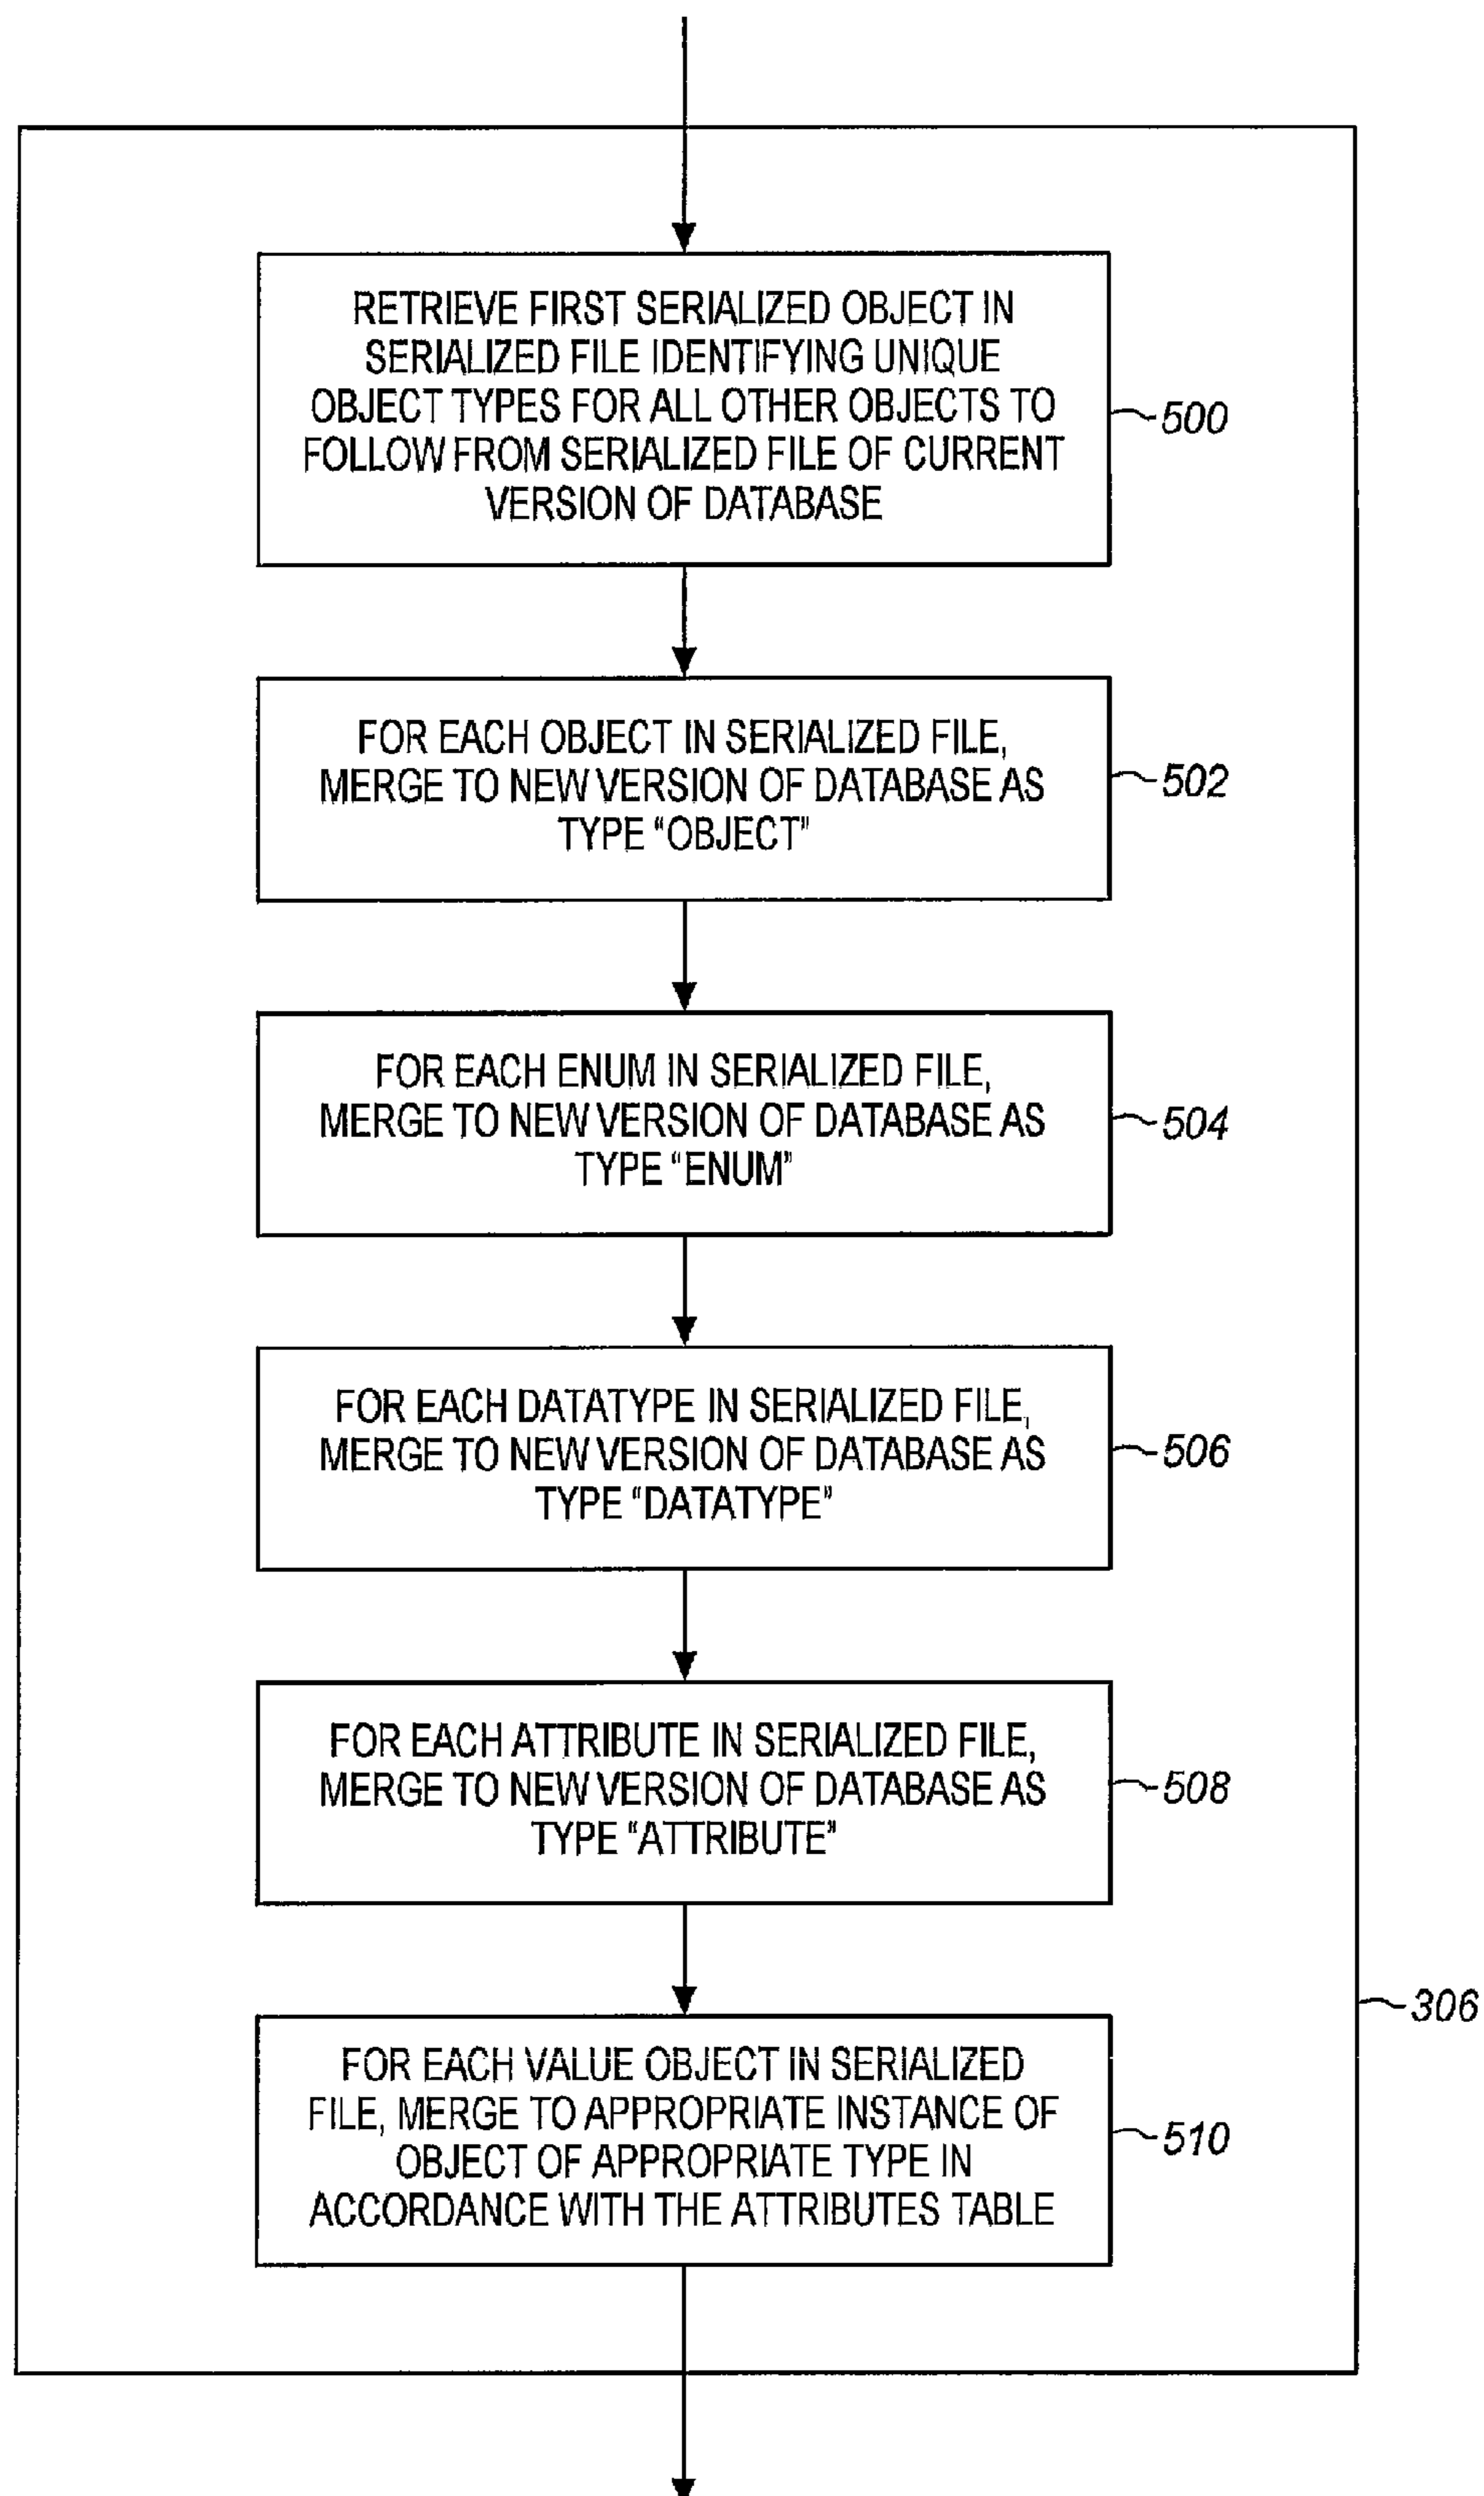 RETRIEVE FIRST SERIALIZED OBJECT IN
SERIALIZED FILE IDENTIFYING UNIQUE
OBJECT TYPES FOR ALL OTHER OBJECTS TO
FOLLOW FROM SERIALIZED FILE OF CURRENT
VERSION OF DATABASE
500
FOR EACH OBJECT IN SERIALIZED FILE,
MERGE TO NEW VERSION OF DATABASE AS
TYPE "OBJECT"
502
FOR EACH ENUM IN SERIALIZED FILE,
MERGE TO NEW VERSION OF DATABASE AS
TYPE "ENUM"
504
FOR EACH DATATYPE IN SERIALIZED FILE,
MERGE TO NEW VERSION OF DATABASE AS
TYPE "DATATYPE"
506
FOR EACH ATTRIBUTE IN SERIALIZED FILE,
MERGE TO NEW VERSION OF DATABASE AS
TYPE "ATTRIBUTE"
508
306
FOR EACH VALUE OBJECT IN SERIALIZED
FILE, MERGE TO APPROPRIATE INSTANCE OF
OBJECT OF APPROPRIATE TYPE IN
ACCORDANCE WITH THE ATTRIBUTES TABLE
510